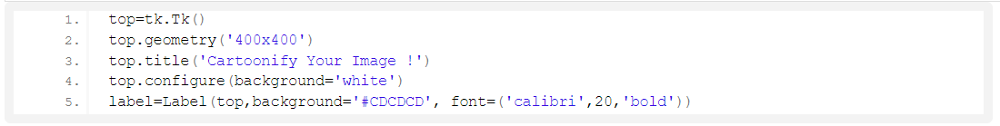 1. top=tk.Tk()
2. top.geometry('400x400')
3. top.title('Cartoonify Your Image !')
4. top.configure(background='white')
5. label=Label(top,background='#CDCDCD', font=('calibri',20,'bold'))